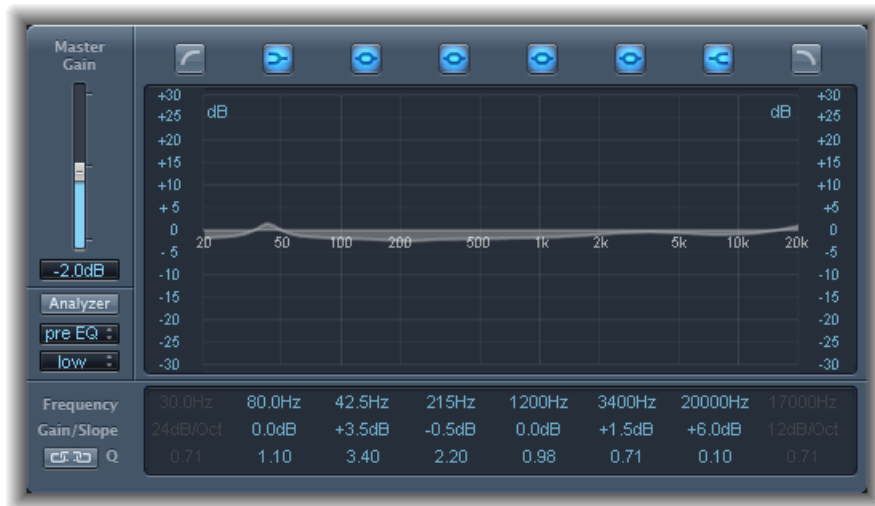 Master
Gain
+30
+25
+20
+15
+10
+ 5
0
- 5
-10
-15
-20
-25
-30
dB
dB
+30
+25
+20
+15
+10
+5
0
-5
-10
-15
-20
-25
-30
20 50 100 200 500 1k 2k 5k 10k 20k
-2.0dB
Analyzer
pre EQ
low
Frequency 30.0Hz 80.0Hz 42.5Hz 215Hz 1200Hz 3400Hz 20000Hz 17000Hz
Gain/Slope 24dB/Oct 0.0dB +3.5dB -0.5dB 0.0dB +1.5dB +6.0dB 12dB/Oct
Q 0.71 1.10 3.40 2.20 0.98 0.71 0.10 0.71